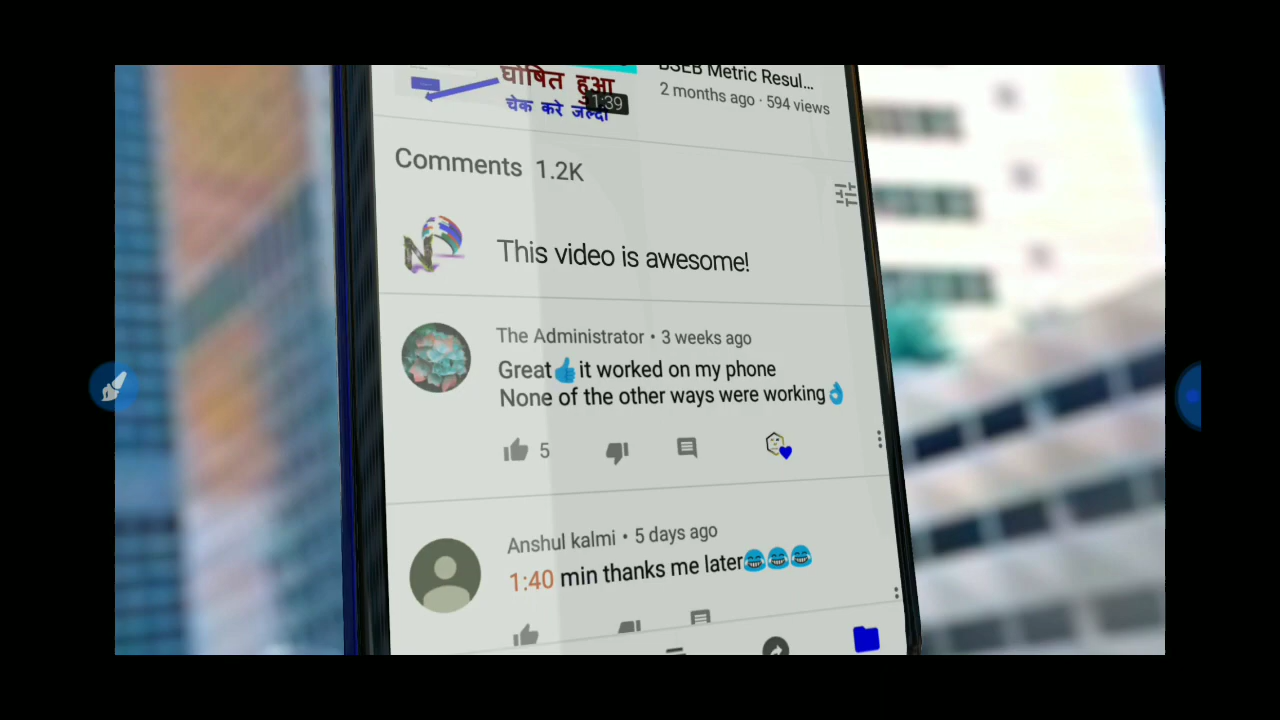 घोषित हुआ
चेक करे जल्दी
1:39
BSEB Metric Resul...
2 months ago · 594 views
Comments 1.2K
N
This video is awesome!
The Administrator • 3 weeks ago
Great👍it worked on my phone
None of the other ways were working👌
5
Anshul kalmi • 5 days ago
1:40 min thanks me later😂😂😂